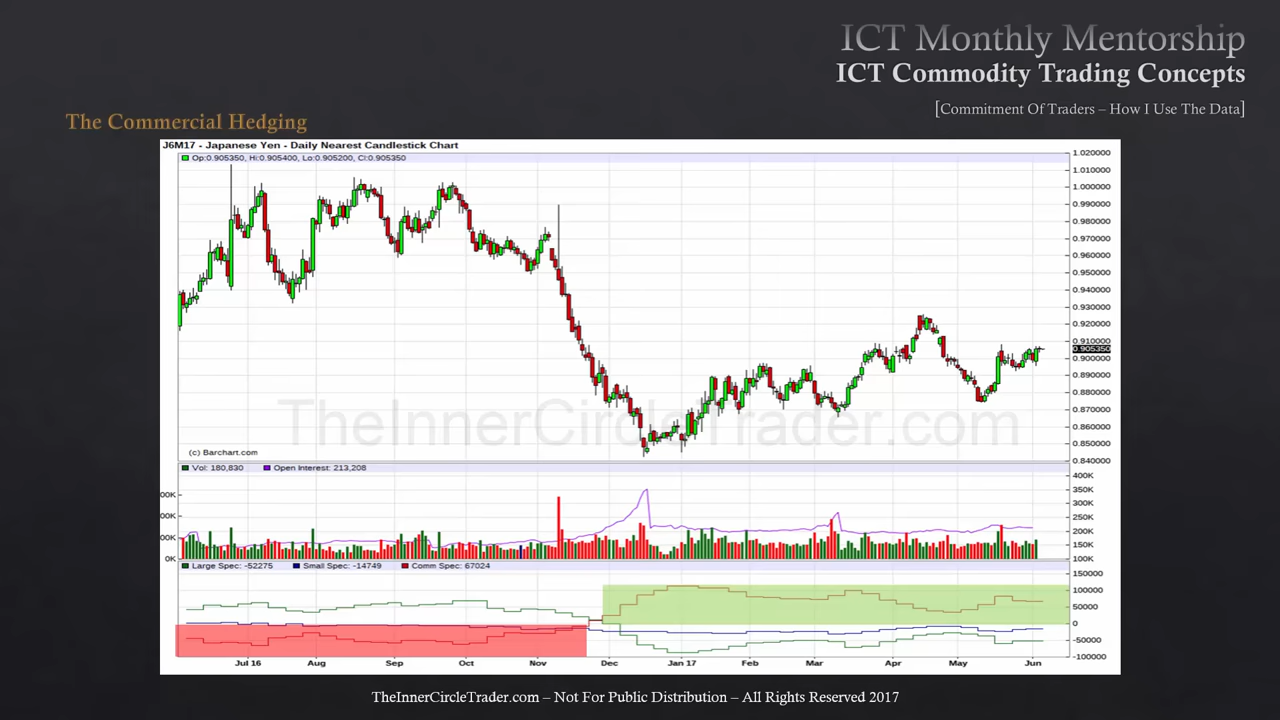 ICT Monthly Mentorship
ICT Commodity Trading Concepts
[Commitment Of Traders – How I Use The Data]
The Commercial Hedging
J6M17 - Japanese Yen - Daily Nearest Candlestick Chart
Op:0.905350, Hi:0.905400, Lo:0.905200, Cl:0.905350
1.020000
1.010000
1.000000
0.990000
0.980000
0.970000
0.960000
0.950000
0.940000
0.930000
0.920000
0.910000
0.905350
0.900000
0.890000
0.880000
0.870000
0.860000
0.850000
0.840000
TheInnerCircleTrader.com
(c) Barchart.com
Vol: 180,830 Open Interest: 213,208
400K
350K
300K
250K
200K
150K
100K
00K
00K
00K
0K
Large Spec: -52275 Small Spec: -14749 Comm Spec: 67024
150000
100000
50000
0
-50000
-100000
Jul 16 Aug Sep Oct Nov Dec Jan 17 Feb Mar Apr May Jun
TheInnerCircleTrader.com – Not For Public Distribution – All Rights Reserved 2017